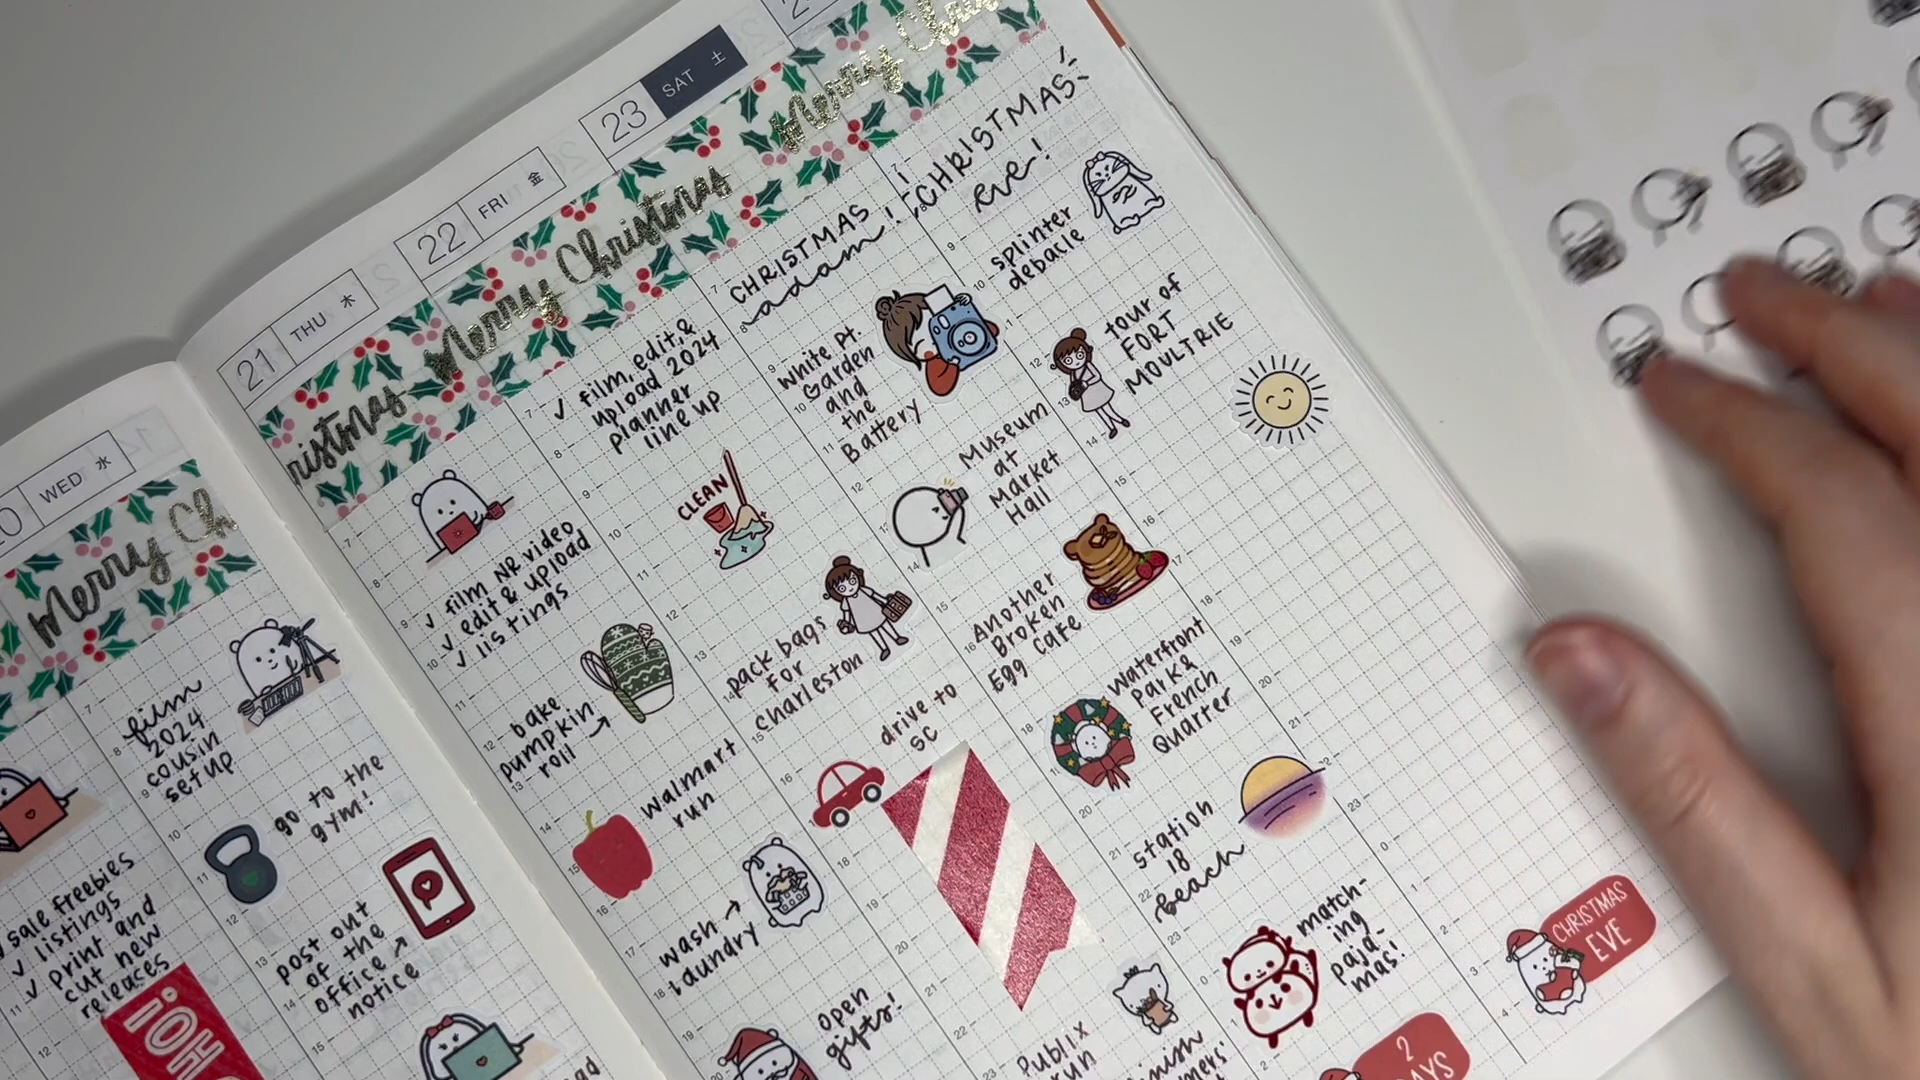 WED 水
Merry Ch
film
2024
cousin
setup
go to the
gym!
sale freebies
✓ listings
✓ print and
cut new
releases
HO!
post out
of the
office
notice
21 THU 木
ristmas
✓ film NR video
✓ edit & upload
✓ listings
bake
pumpkin
roll
walmart
run
wash
laundry
open
gifts!
22 FRI 金
Merry Christmas
✓ film, edit, &
upload 2024
planner
line up
CLEAN
pack bags
for
charleston
drive to
SC
Publix
run
23 SAT 土
Merry Christmas
CHRISTMAS
adam!
White Pt.
Garden
and
the
Battery
Museum
at
Market
Hall
Another
Broken
Egg Cafe
Waterfront
Park &
French
Quarter
station
18
beach
match-
ing
paja-
mas!
2
DAYS
CHRISTMAS
eve!
splinter
debacle
tour of
FORT
MOULTRIE
CHRISTMAS
EVE